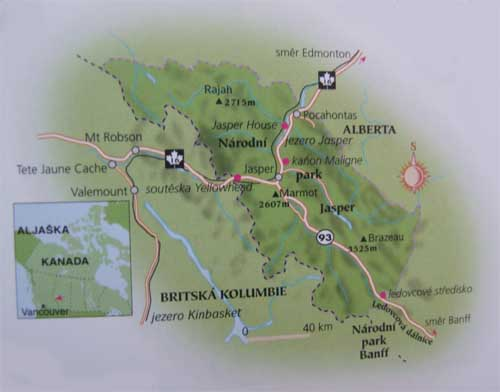 směr Edmonton
16
Rajah
2715m
Pocahontas
Jasper House
ALBERTA
jezero Jasper
Národní
Mt Robson
16
kaňon Maligne
S
Tete Jaune Cache
Jasper
park
Valemount
soutěska Yellowhead
Marmot
2607m
Jasper
ALJAŠKA
93
Brazeau
3525m
KANADA
BRITSKÁ KOLUMBIE
ledovcové středisko
Vancouver
jezero Kinbasket
Ledovcová dálnice
směr Banff
0 40 km
Národní
park
Banff